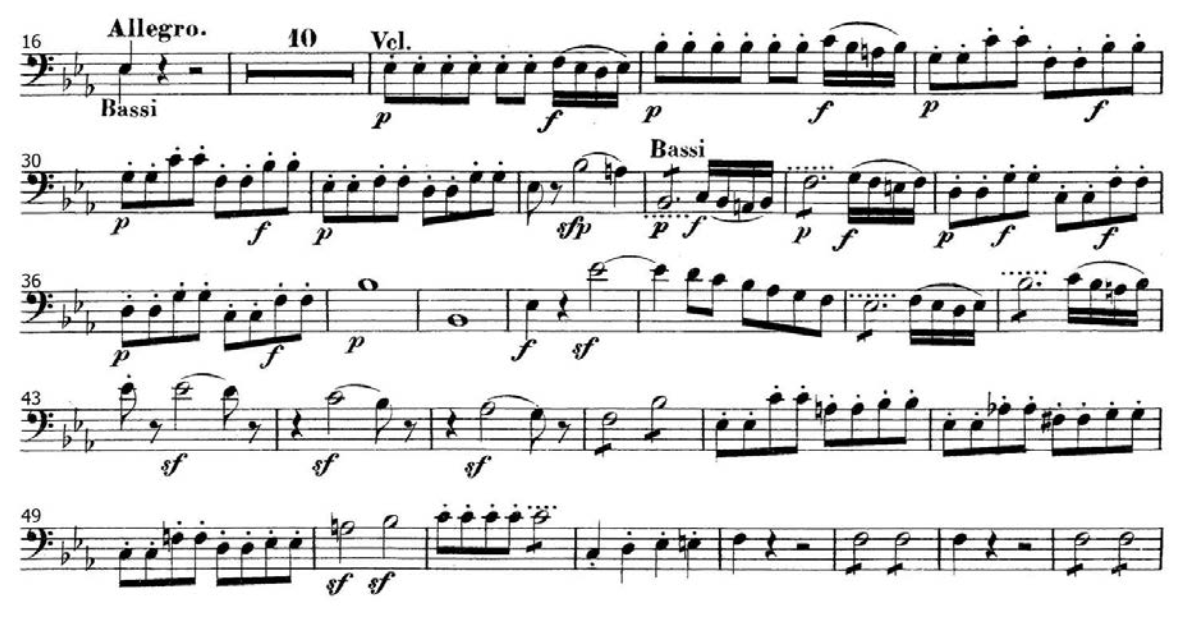 Allegro.
16 10 Vcl.
Bassi p f p f p f
30 Bassi
p f p sfp p f p f p f f
36
p f p f sf
43
sf sf sf
49
sf sf